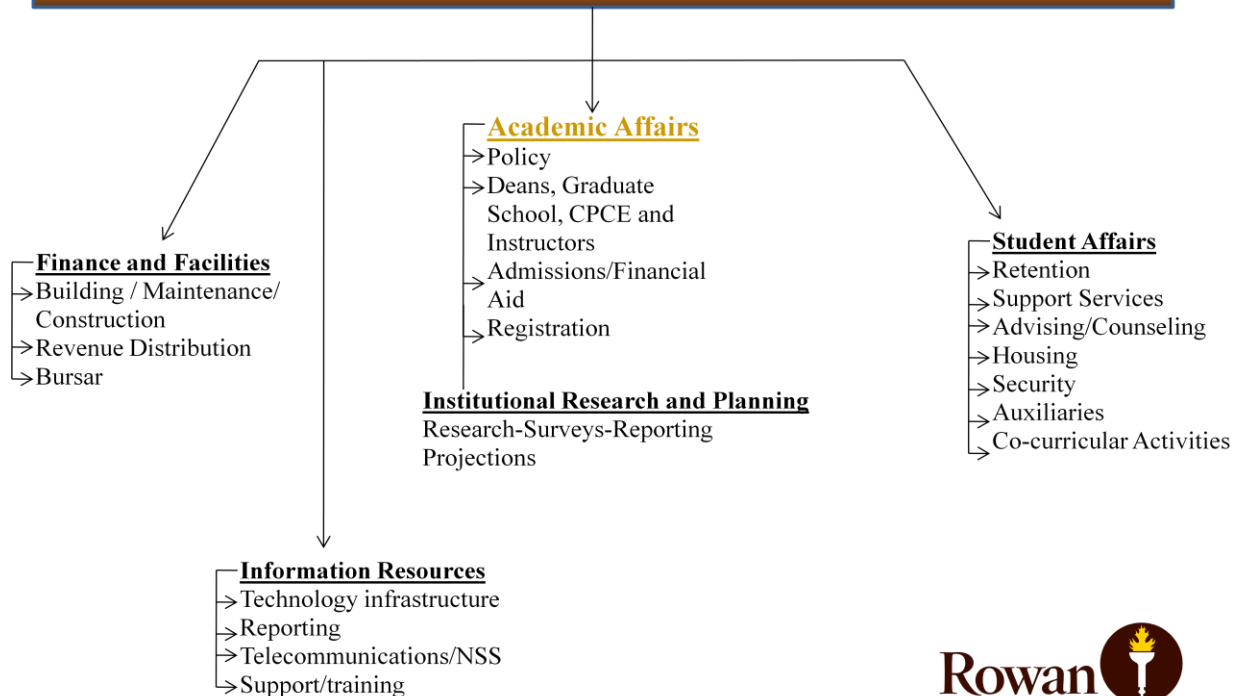 Academic Affairs
Policy
Deans, Graduate
School, CPCE and
Instructors
Admissions/Financial
Aid
Registration
Institutional Research and Planning
Research-Surveys-Reporting
Projections
Finance and Facilities
Building / Maintenance/
Construction
Revenue Distribution
Bursar
Student Affairs
Retention
Support Services
Advising/Counseling
Housing
Security
Auxiliaries
Co-curricular Activities
Information Resources
Technology infrastructure
Reporting
Telecommunications/NSS
Support/training
Rowan